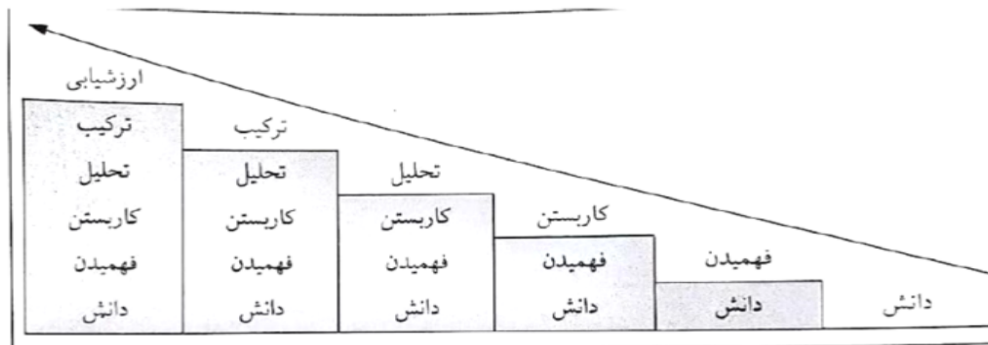 ارزشیابی
ترکیب ترکیب
تحلیل تحلیل تحلیل
کاربستن کاربستن کاربستن کاربستن
فهمیدن فهمیدن فهمیدن فهمیدن فهمیدن
دانش دانش دانش دانش دانش دانش